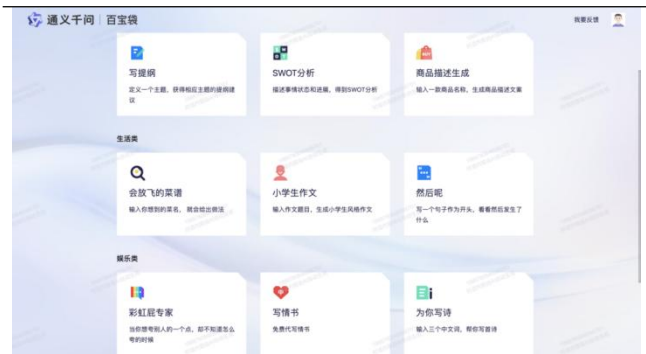 通义千问 | 百宝袋
我要反馈
写提纲
定义一个主题，获得相应主题的提纲建
议
SWOT分析
描述事情状态和进展，得到SWOT分析
商品描述生成
输入一款商品名称，生成商品描述文案
生活类
会放飞的菜谱
输入你想到的菜名，就会给出做法
小学生作文
输入作文题目，生成小学生风格作文
然后呢
写一个句子作为开头，看看然后发生了
什么
娱乐类
彩虹屁专家
当你想夸别人的一个点，却不知道怎么
夸的时候
写情书
免费代写情书
为你写诗
输入三个中文词，帮你写首诗